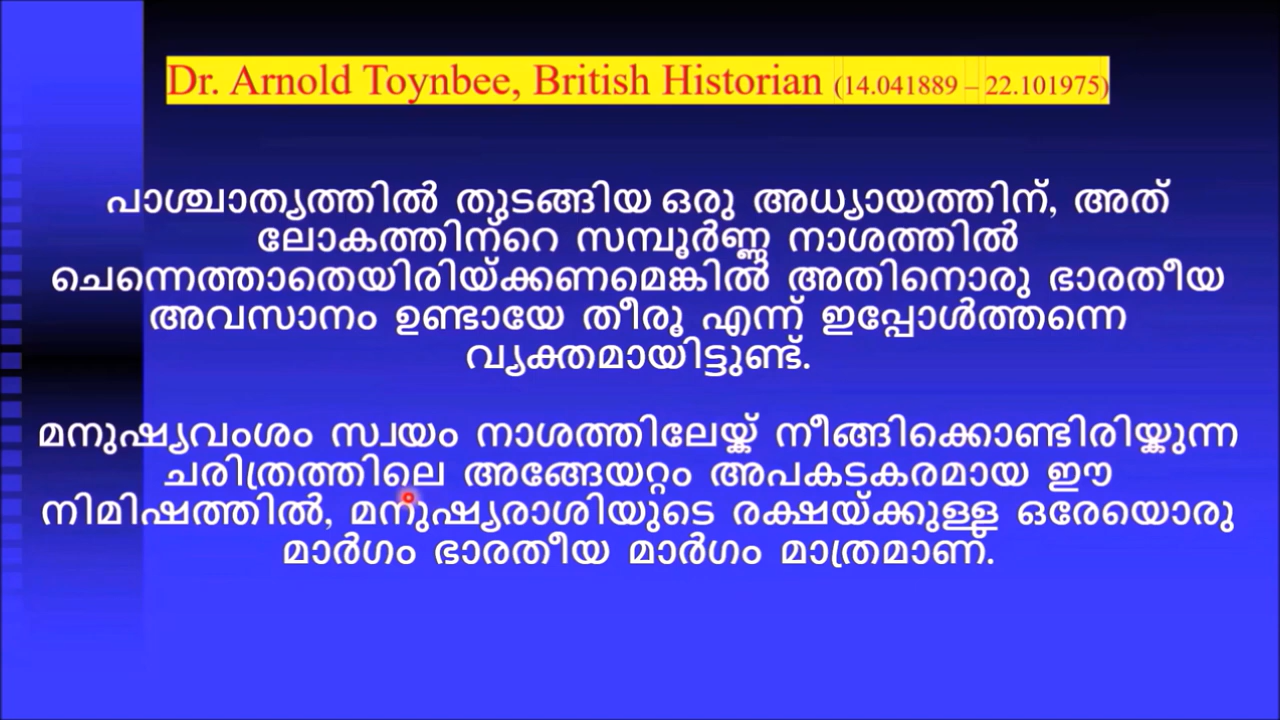 Dr. Arnold Toynbee, British Historian (14.041889 – 22.101975)
പാശ്ചാത്യത്തിൽ തുടങ്ങിയ ഒരു അധ്യായത്തിന്, അത്
ലോകത്തിന്റെ സമ്പൂർണ്ണ നാശത്തിൽ
ചെന്നെത്താതെയിരിയ്ക്കണമെങ്കിൽ അതിനൊരു ഭാരതീയ
അവസാനം ഉണ്ടായേ തീരൂ എന്ന് ഇപ്പോൾത്തന്നെ
വ്യക്തമായിട്ടുണ്ട്.
മനുഷ്യവംശം സ്വയം നാശത്തിലേയ്ക്ക് നീങ്ങിക്കൊണ്ടിരിയ്ക്കുന്ന
ചരിത്രത്തിലെ അങ്ങേയറ്റം അപകടകരമായ ഈ
നിമിഷത്തിൽ, മനുഷ്യരാശിയുടെ രക്ഷയ്ക്കുള്ള ഒരേയൊരു
മാർഗം ഭാരതീയ മാർഗം മാത്രമാണ്.